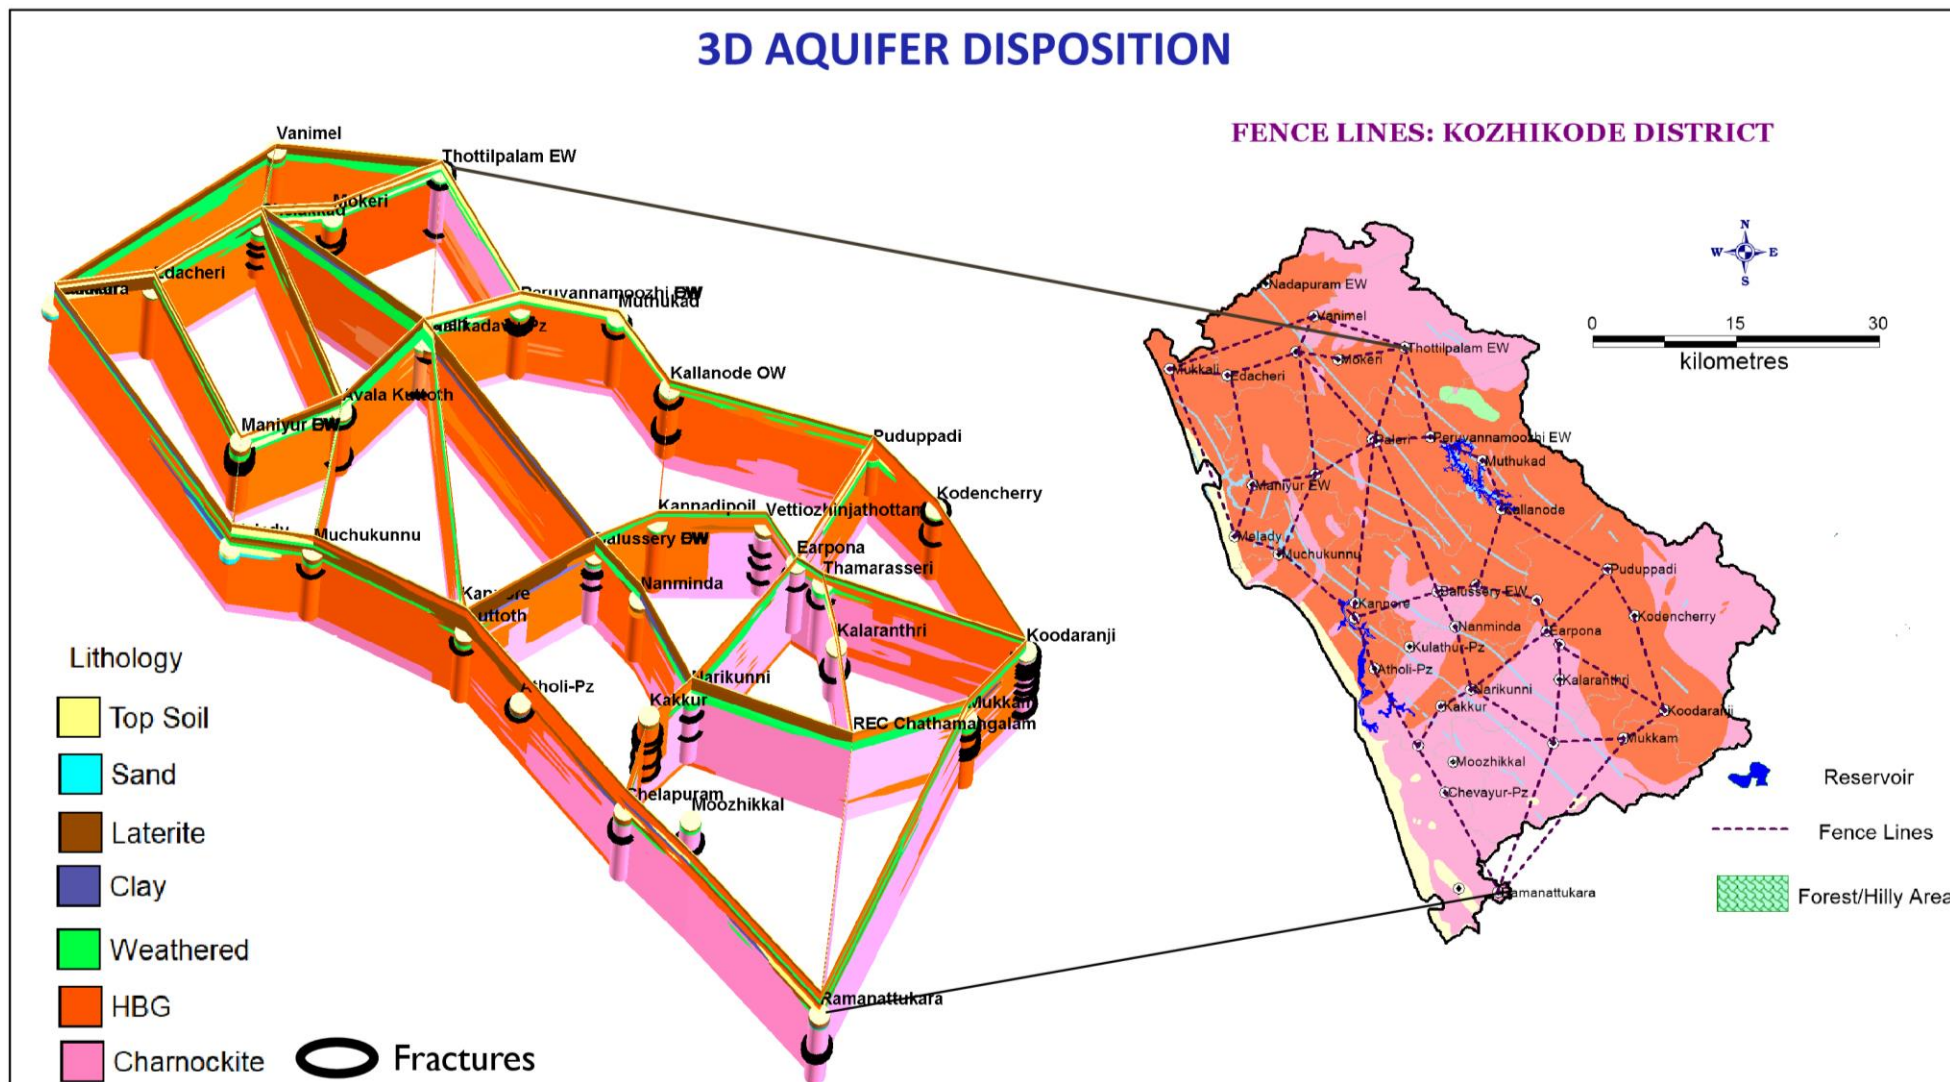 3D AQUIFER DISPOSITION
FENCE LINES: KOZHIKODE DISTRICT
Vanimel
Thottilpalam EW
Mokeri
Edacheri
Peruvannamoozhi EW
Muthukad
Kallanode OW
Avala Kuttoth
Maniyur EW
Puduppadi
Kodencherry
Kannadipoil
Vettiozhinjathottam
Muchukunnu
Balussery EW
Earpona
Thamarasseri
Nanminda
Kannore
Kuttoth
Kalaranthri
Koodaranji
Narikunni
Atholi-Pz
Kakkur
Mukkam
REC Chathamangalam
Chelapuram
Moozhikkal
Ramanattukara
Lithology
Top Soil
Sand
Laterite
Clay
Weathered
HBG
Charnockite
Fractures
N
W E
S
0 15 30
kilometres
Nadapuram EW
Vanimel
Thottilpalam EW
Mokeri
Mukkali
Edacheri
Paleri
Peruvannamoozhi EW
Muthukad
Maniyur EW
Kallanode
Melady
Muchukunnu
Puduppadi
Balussery EW
Kannore
Kodencherry
Nanminda
Earpona
Kulathur-Pz
Atholi-Pz
Kalaranthri
Narikunni
Kakkur
Koodaranji
Mukkam
Moozhikkal
Chevayur-Pz
Ramanattukara
Reservoir
Fence Lines
Forest/Hilly Area